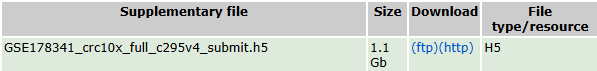 Supplementary file Size Download File type/resource
GSE178341_crc10x_full_c295v4_submit.h5 1.1 Gb (ftp)(http) H5